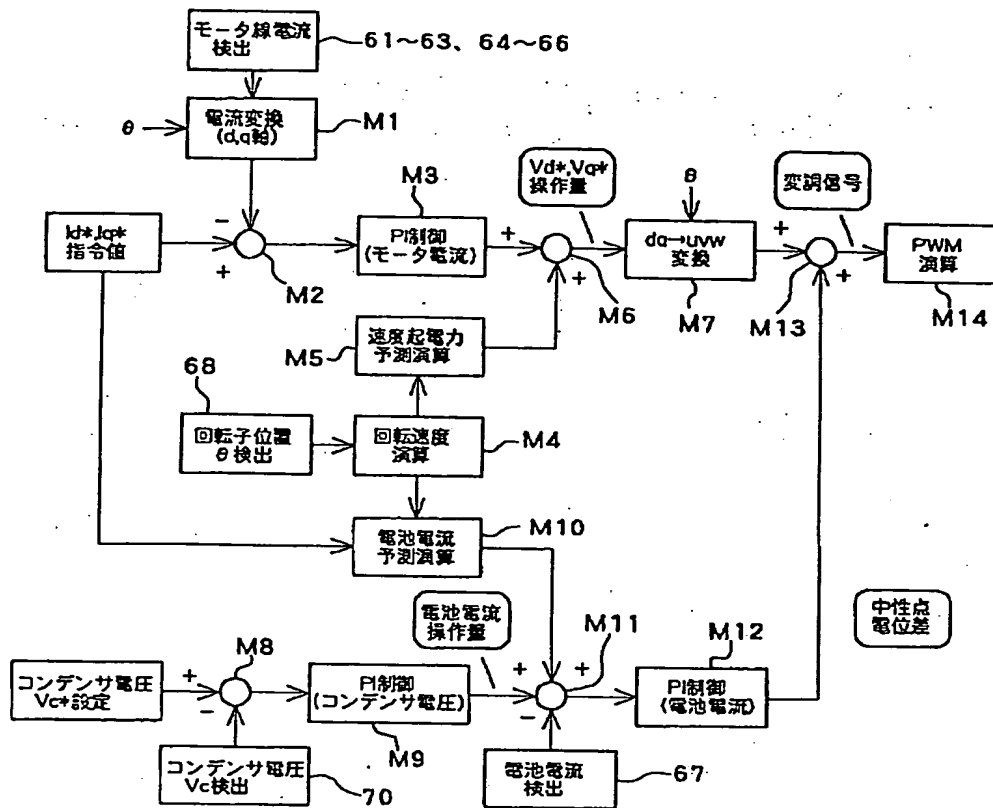 モータ線電流
検出
61～63、64～66
θ
電流変換
(d,q軸)
M1
Id*,Iq*
指令値
－
＋
M2
M3
PI制御
(モータ電流)
＋
＋
Vd*,Vq*
操作量
M6
θ
dq→uvw
変換
M7
変調信号
＋
＋
M13
PWM
演算
M14
M5
速度起電力
予測演算
68
回転子位置
θ検出
回転速度
演算
M4
電池電流
予測演算
M10
コンデンサ電圧
Vc*設定
＋
－
M8
コンデンサ電圧
Vc検出
70
PI制御
(コンデンサ電圧)
M9
電池電流
操作量
＋
＋
－
M11
電池電流
検出
67
M12
PI制御
(電池電流)
中性点
電位差